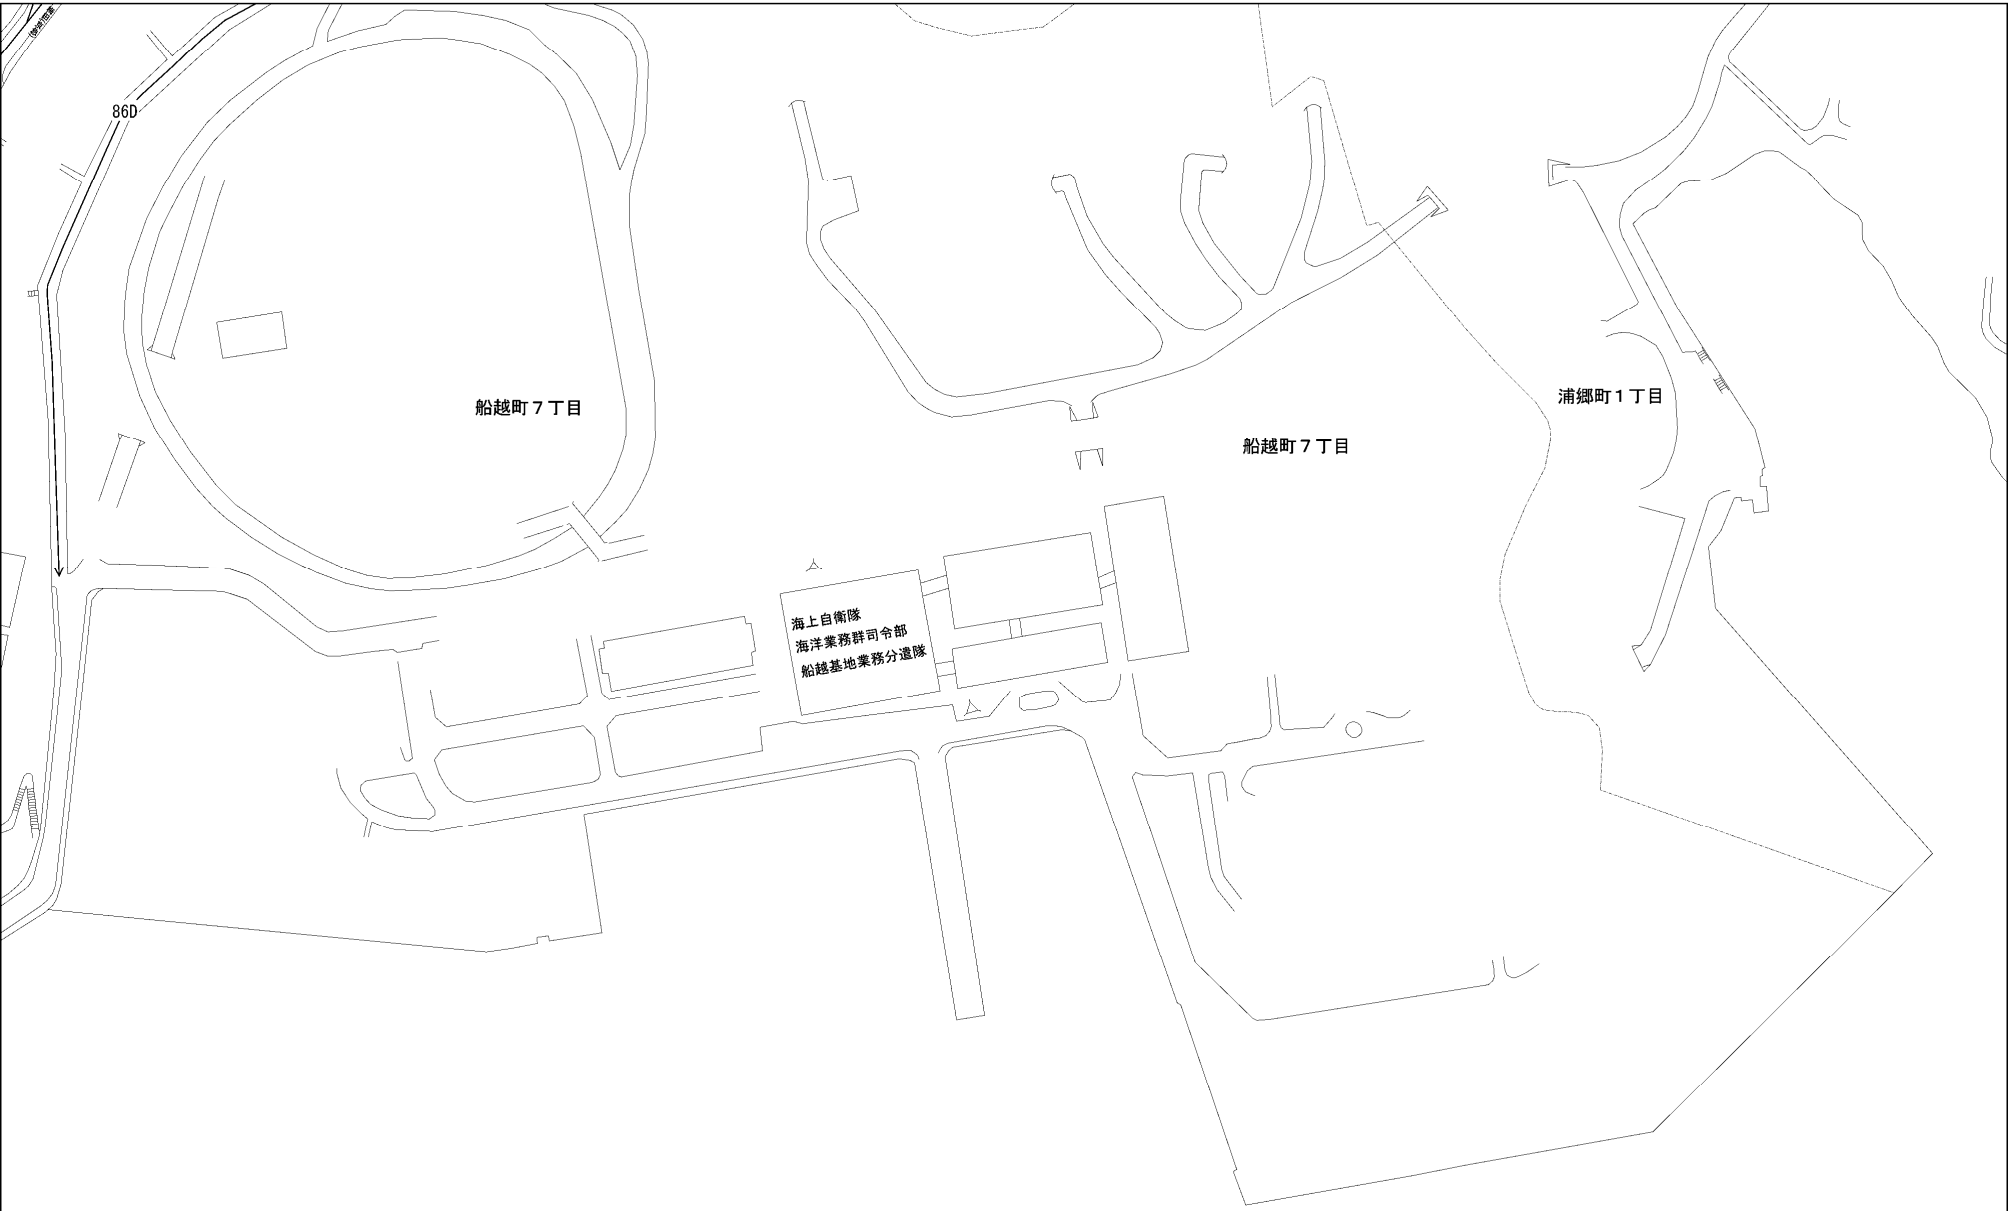 86D
船越町７丁目
浦郷町１丁目
船越町７丁目
海上自衛隊
海洋業務群司令部
船越基地業務分遣隊